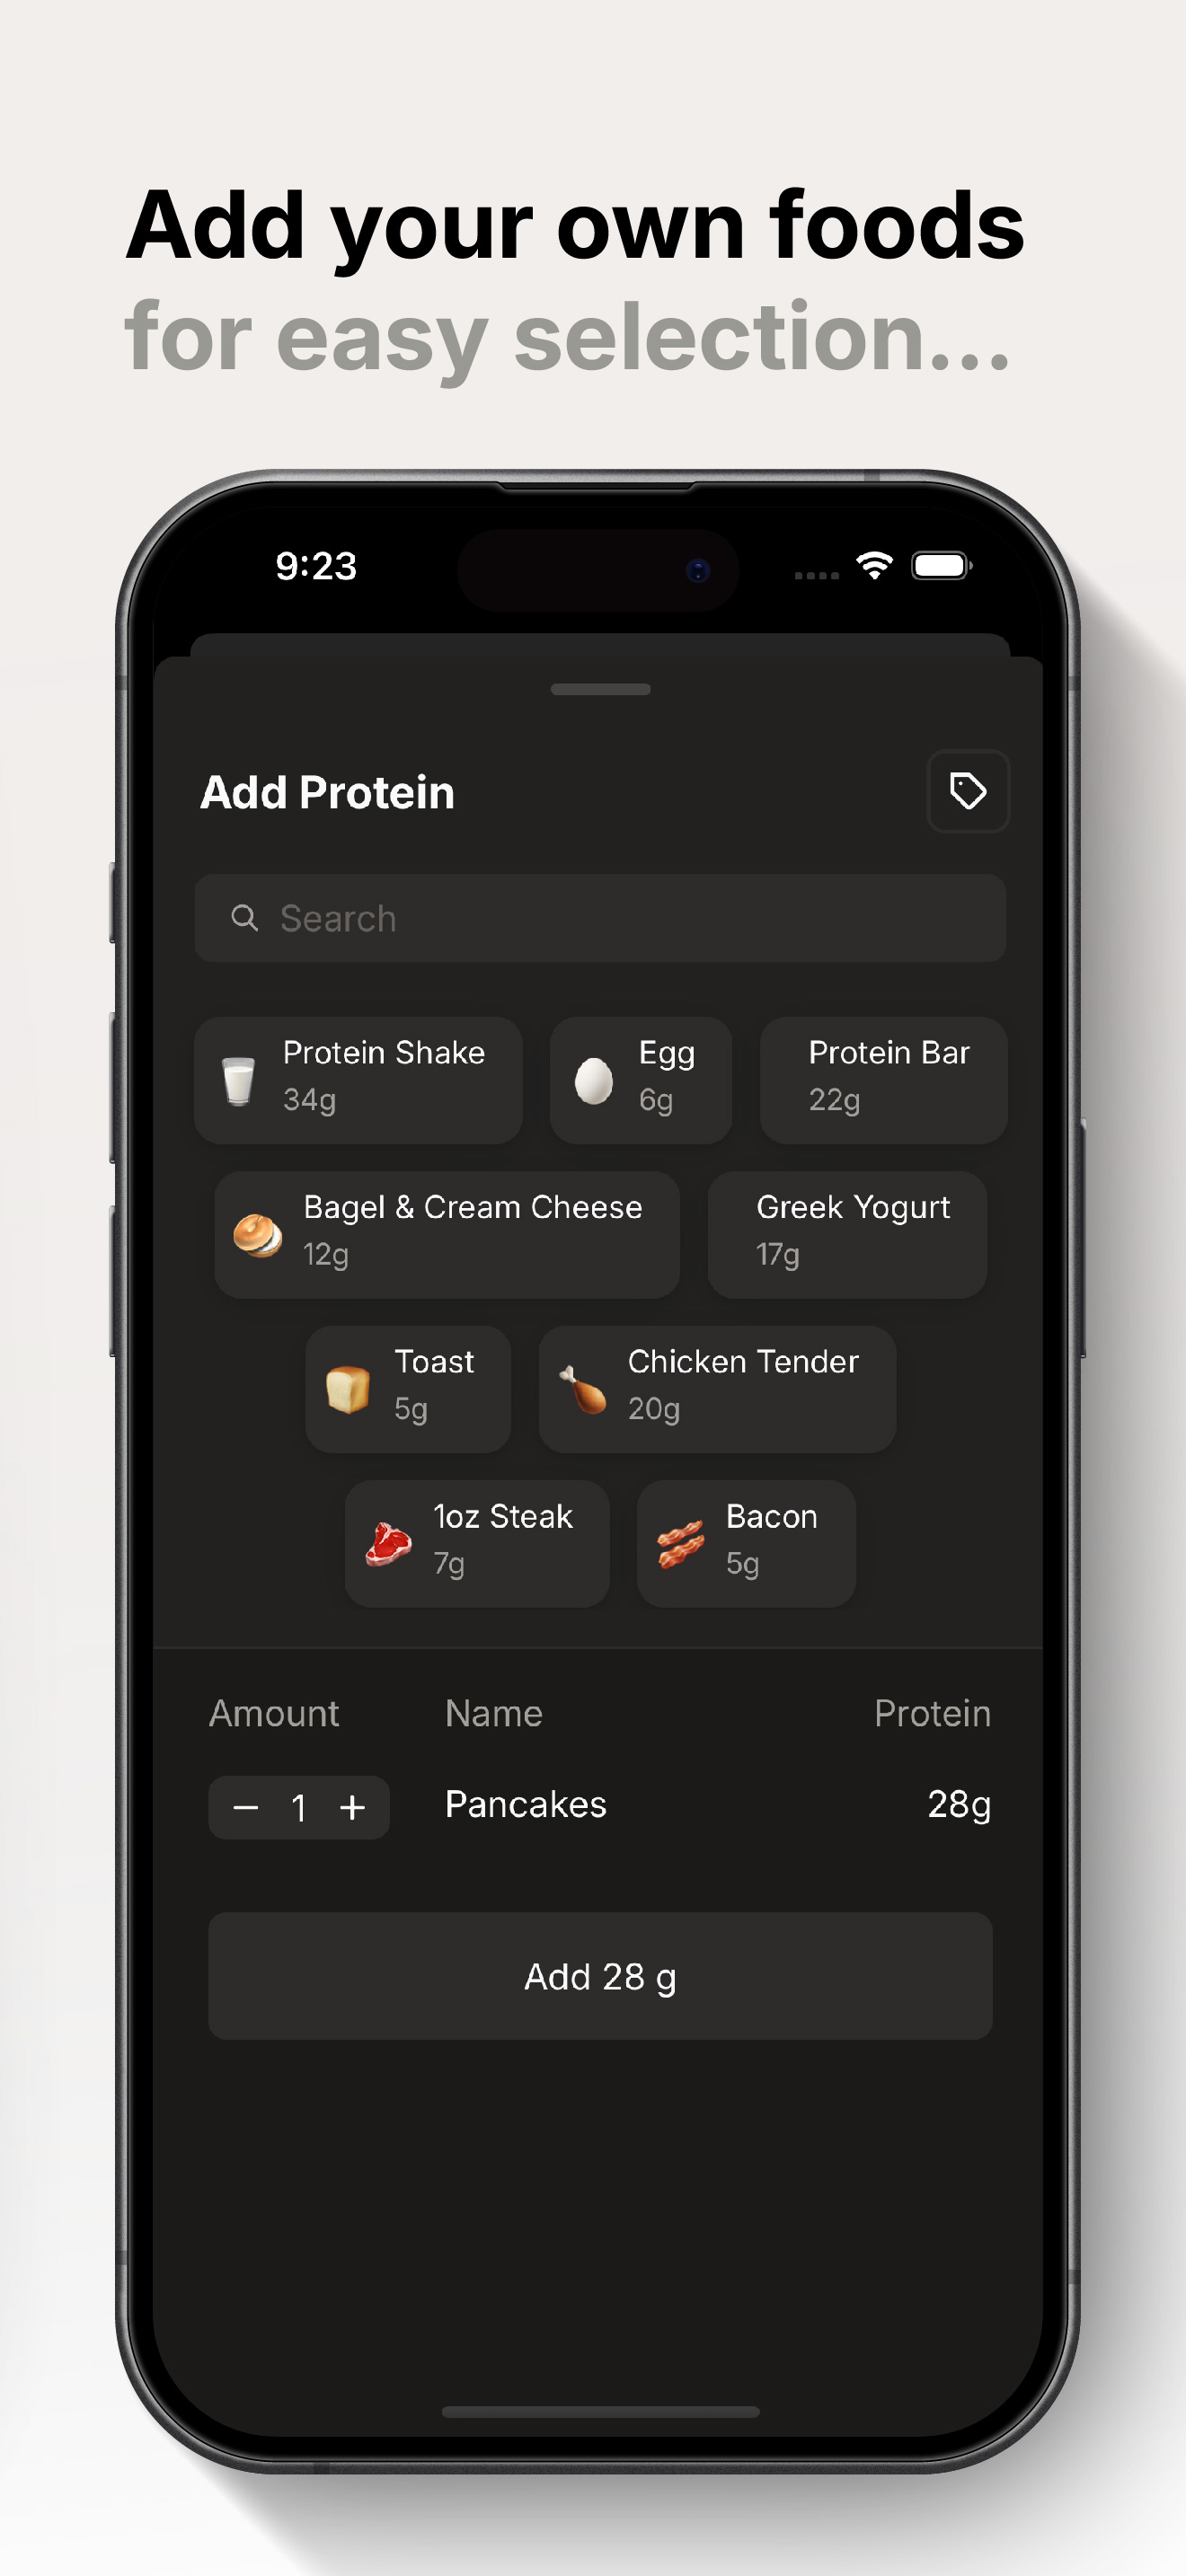 Add your own foods
for easy selection...
9:23
Add Protein
Search
Protein Shake
34g
Egg
6g
Protein Bar
22g
Bagel & Cream Cheese
12g
Greek Yogurt
17g
Toast
5g
Chicken Tender
20g
1oz Steak
7g
Bacon
5g
Amount Name Protein
− 1 + Pancakes 28g
Add 28 g